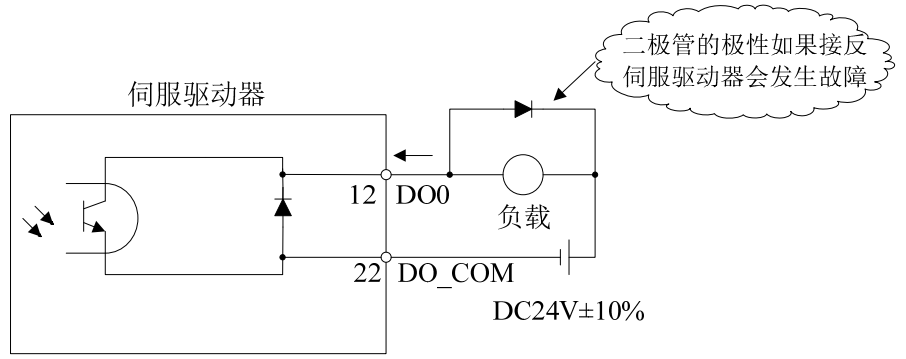 二极管的极性如果接反
伺服驱动器会发生故障
伺服驱动器
12 DO0
负载
22 DO_COM
DC24V±10%